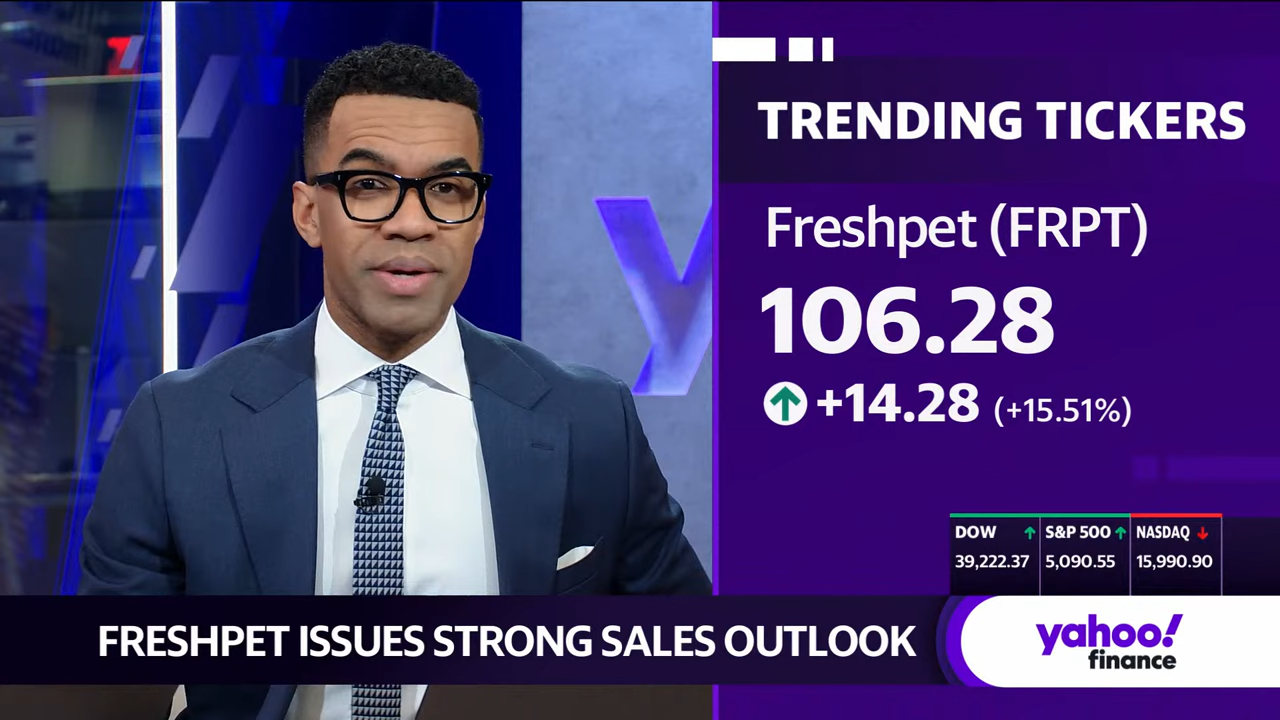 TRENDING TICKERS
Freshpet (FRPT)
106.28
+14.28 (+15.51%)
DOW S&P 500 NASDAQ
39,222.37 5,090.55 15,990.90
FRESHPET ISSUES STRONG SALES OUTLOOK
yahoo!
finance
y